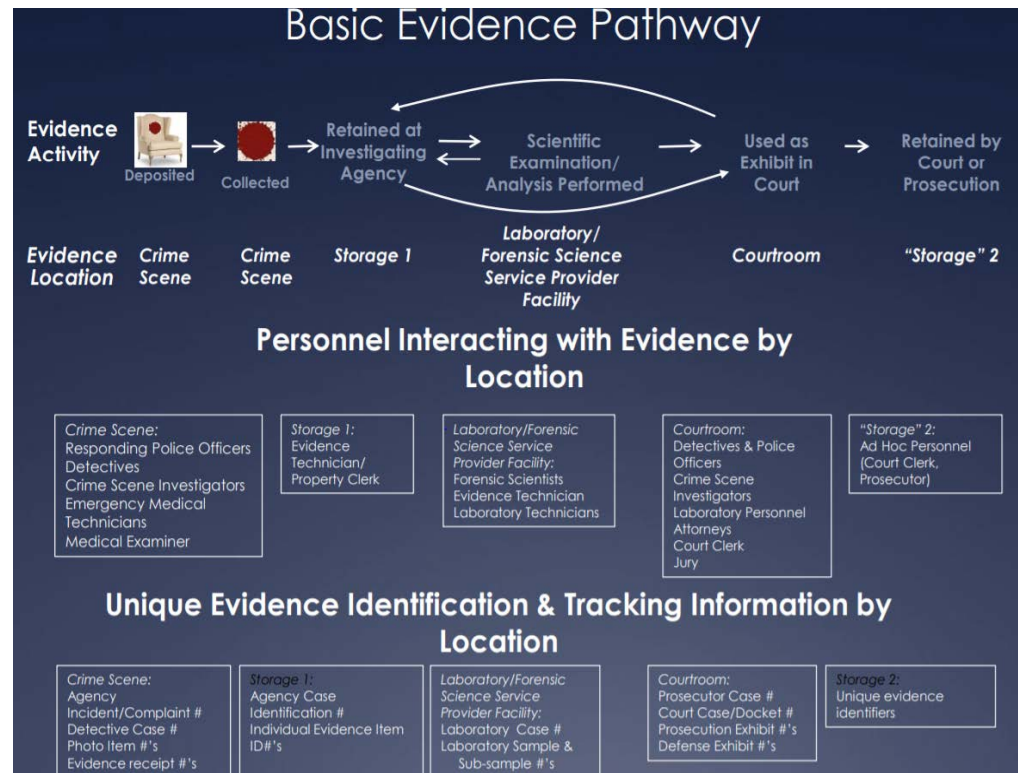 Basic Evidence Pathway
Evidence
Activity
Deposited
Collected
Retained at
Investigating
Agency
Scientific
Examination/
Analysis Performed
Used as
Exhibit in
Court
Retained by
Court or
Prosecution
Evidence
Location
Crime
Scene
Crime
Scene
Storage 1
Laboratory/
Forensic Science
Service Provider
Facility
Courtroom
"Storage" 2
Personnel Interacting with Evidence by
Location
Crime Scene:
Responding Police Officers
Detectives
Crime Scene Investigators
Emergency Medical
Technicians
Medical Examiner
Storage 1:
Evidence
Technician/
Property Clerk
Laboratory/Forensic
Science Service
Provider Facility:
Forensic Scientists
Evidence Technician
Laboratory Technicians
Courtroom:
Detectives & Police
Officers
Crime Scene
Investigators
Laboratory Personnel
Attorneys
Court Clerk
Jury
"Storage" 2:
Ad Hoc Personnel
(Court Clerk,
Prosecutor)
Unique Evidence Identification & Tracking Information by
Location
Crime Scene:
Agency
Incident/Complaint #
Detective Case #
Photo Item #'s
Evidence receipt #'s
Storage 1:
Agency Case
Identification #
Individual Evidence Item
ID#'s
Laboratory/Forensic
Science Service
Provider Facility:
Laboratory Case #
Laboratory Sample &
Sub-sample #'s
Courtroom:
Prosecutor Case #
Court Case/Docket #
Prosecution Exhibit #'s
Defense Exhibit #'s
Storage 2:
Unique evidence
identifiers